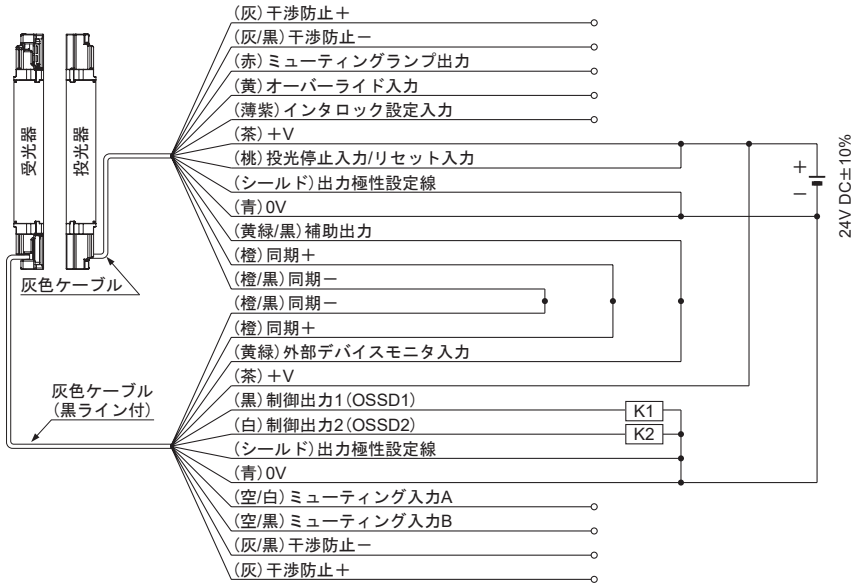 (灰)干渉防止＋
(灰/黒)干渉防止－
(赤)ミューティングランプ出力
(黄)オーバーライド入力
(薄紫)インタロック設定入力
(茶)＋V
(桃)投光停止入力/リセット入力
(シールド)出力極性設定線
(青)0V
(黄緑/黒)補助出力
(橙)同期＋
(橙/黒)同期－
(橙/黒)同期－
(橙)同期＋
(黄緑)外部デバイスモニタ入力
(茶)＋V
(黒)制御出力1(OSSD1)
(白)制御出力2(OSSD2)
(シールド)出力極性設定線
(青)0V
(空/白)ミューティング入力A
(空/黒)ミューティング入力B
(灰/黒)干渉防止－
(灰)干渉防止＋
受光器
投光器
灰色ケーブル
灰色ケーブル
(黒ライン付)
K1
K2
＋
－
24V DC±10%